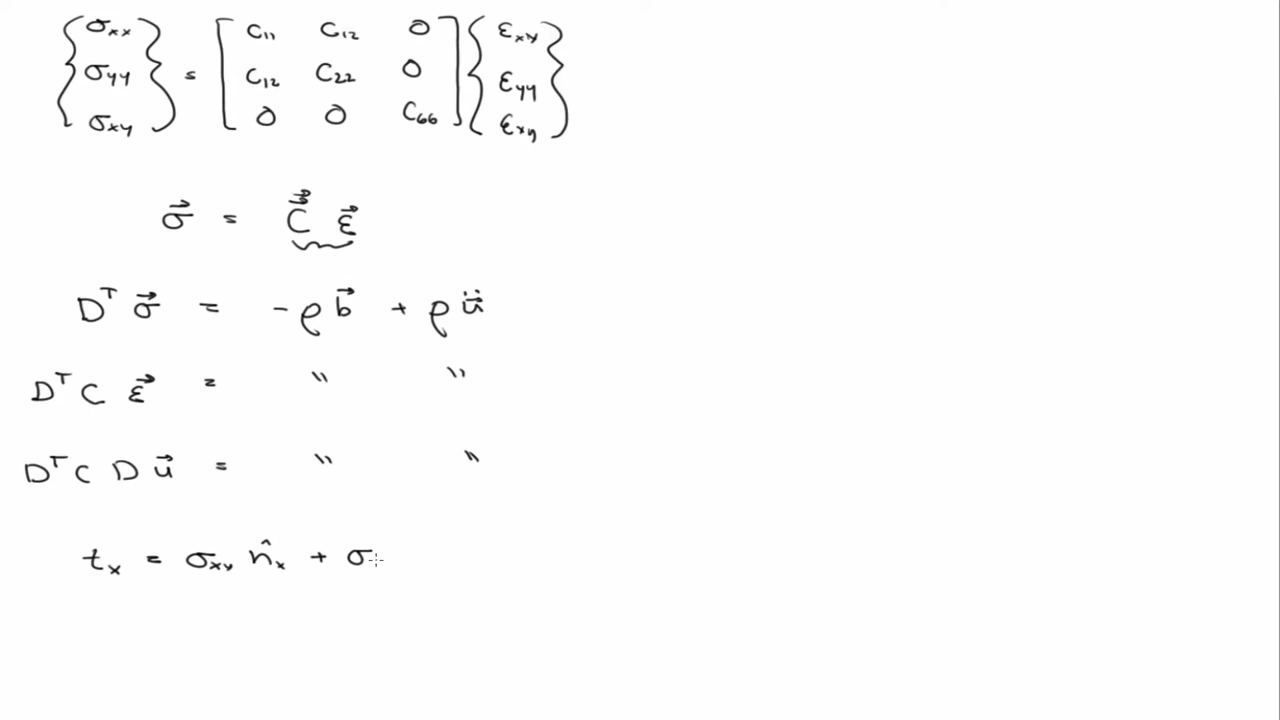 {σxx σyy σxy} = [C11 C12 0; C12 C22 0; 0 0 C66] {εxx εyy εxy}
σ⃗ = C⃗ ε⃗
Dᵀ σ⃗ = -ρ b⃗ + ρ ü⃗
Dᵀ C ε⃗ = " "
Dᵀ C D u⃗ = " "
tx = σxx n̂x + σ